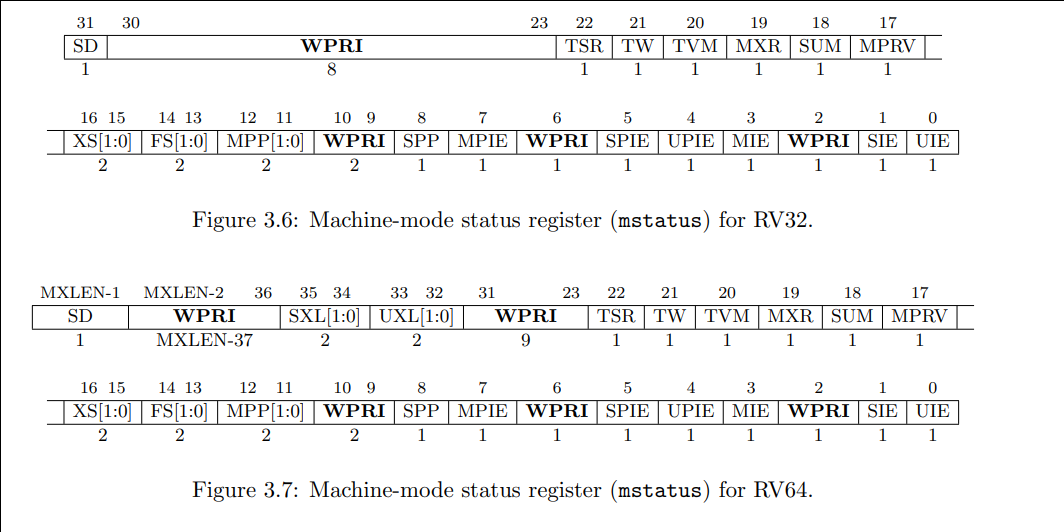 31 30 23 22 21 20 19 18 17
SD WPRI TSR TW TVM MXR SUM MPRV
1 8 1 1 1 1 1 1
16 15 14 13 12 11 10 9 8 7 6 5 4 3 2 1 0
XS[1:0] FS[1:0] MPP[1:0] WPRI SPP MPIE WPRI SPIE UPIE MIE WPRI SIE UIE
2 2 2 2 1 1 1 1 1 1 1 1 1
Figure 3.6: Machine-mode status register (mstatus) for RV32.
MXLEN-1 MXLEN-2 36 35 34 33 32 31 23 22 21 20 19 18 17
SD WPRI SXL[1:0] UXL[1:0] WPRI TSR TW TVM MXR SUM MPRV
1 MXLEN-37 2 2 9 1 1 1 1 1 1
16 15 14 13 12 11 10 9 8 7 6 5 4 3 2 1 0
XS[1:0] FS[1:0] MPP[1:0] WPRI SPP MPIE WPRI SPIE UPIE MIE WPRI SIE UIE
2 2 2 2 1 1 1 1 1 1 1 1 1
Figure 3.7: Machine-mode status register (mstatus) for RV64.